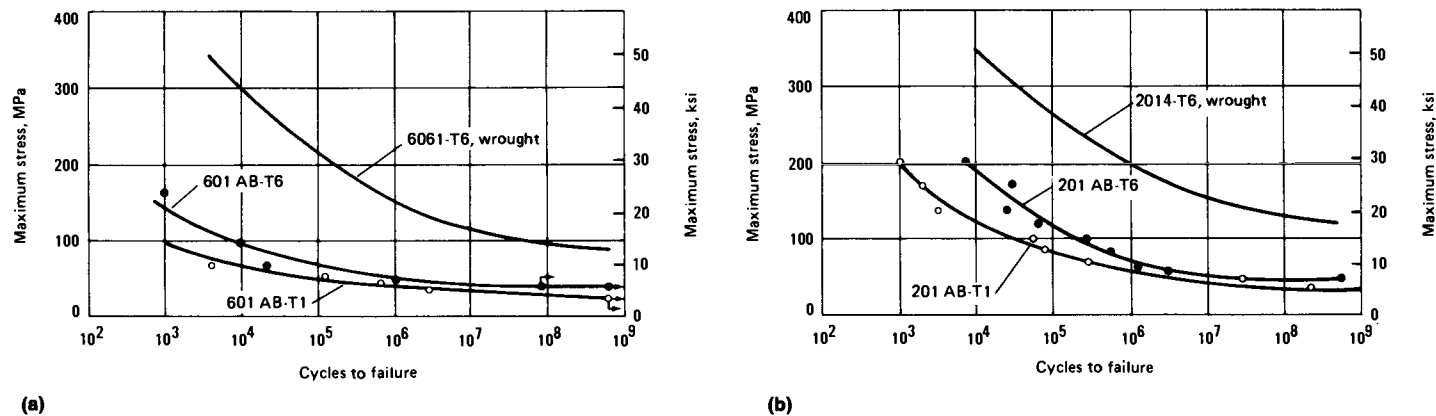 400
300
200
100
0
Maximum stress, MPa
50
40
30
20
10
0
Maximum stress, ksi
6061-T6, wrought
601 AB-T6
601 AB-T1
10² 10³ 10⁴ 10⁵ 10⁶ 10⁷ 10⁸ 10⁹
Cycles to failure
(a)
400
300
200
100
0
Maximum stress, MPa
50
40
30
20
10
0
Maximum stress, ksi
2014-T6, wrought
201 AB-T6
201 AB-T1
10² 10³ 10⁴ 10⁵ 10⁶ 10⁷ 10⁸ 10⁹
Cycles to failure
(b)